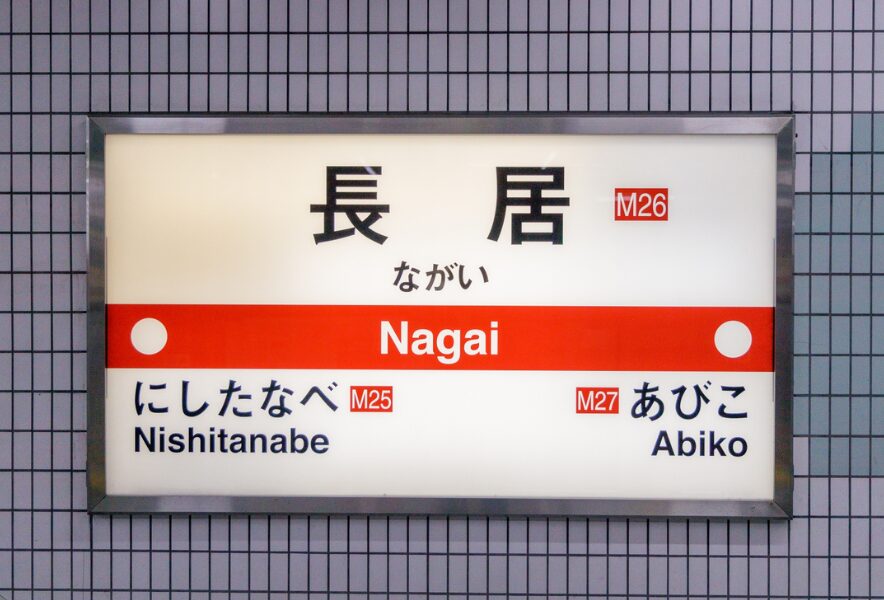 長居 M26
ながい
Nagai
にしたなべ M25 M27 あびこ
Nishitanabe Abiko